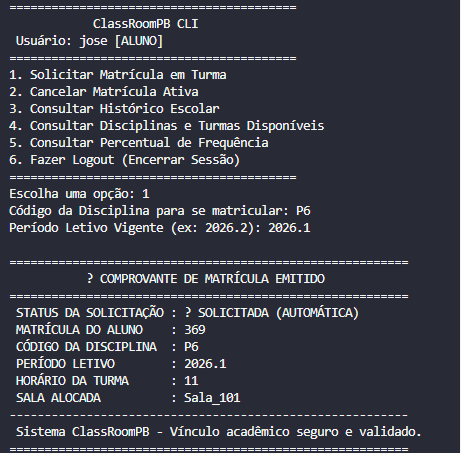 =========================================
ClassRoomPB CLI
Usuário: jose [ALUNO]
=========================================
1. Solicitar Matrícula em Turma
2. Cancelar Matrícula Ativa
3. Consultar Histórico Escolar
4. Consultar Disciplinas e Turmas Disponíveis
5. Consultar Percentual de Frequência
6. Fazer Logout (Encerrar Sessão)
=========================================
Escolha uma opção: 1
Código da Disciplina para se matricular: P6
Período Letivo Vigente (ex: 2026.2): 2026.1
=========================================================
? COMPROVANTE DE MATRÍCULA EMITIDO
=========================================================
STATUS DA SOLICITAÇÃO : ? SOLICITADA (AUTOMÁTICA)
MATRÍCULA DO ALUNO : 369
CÓDIGO DA DISCIPLINA : P6
PERÍODO LETIVO : 2026.1
HORÁRIO DA TURMA : 11
SALA ALOCADA : Sala_101
---------------------------------------------------------
Sistema ClassRoomPB - Vínculo acadêmico seguro e validado.
=========================================================